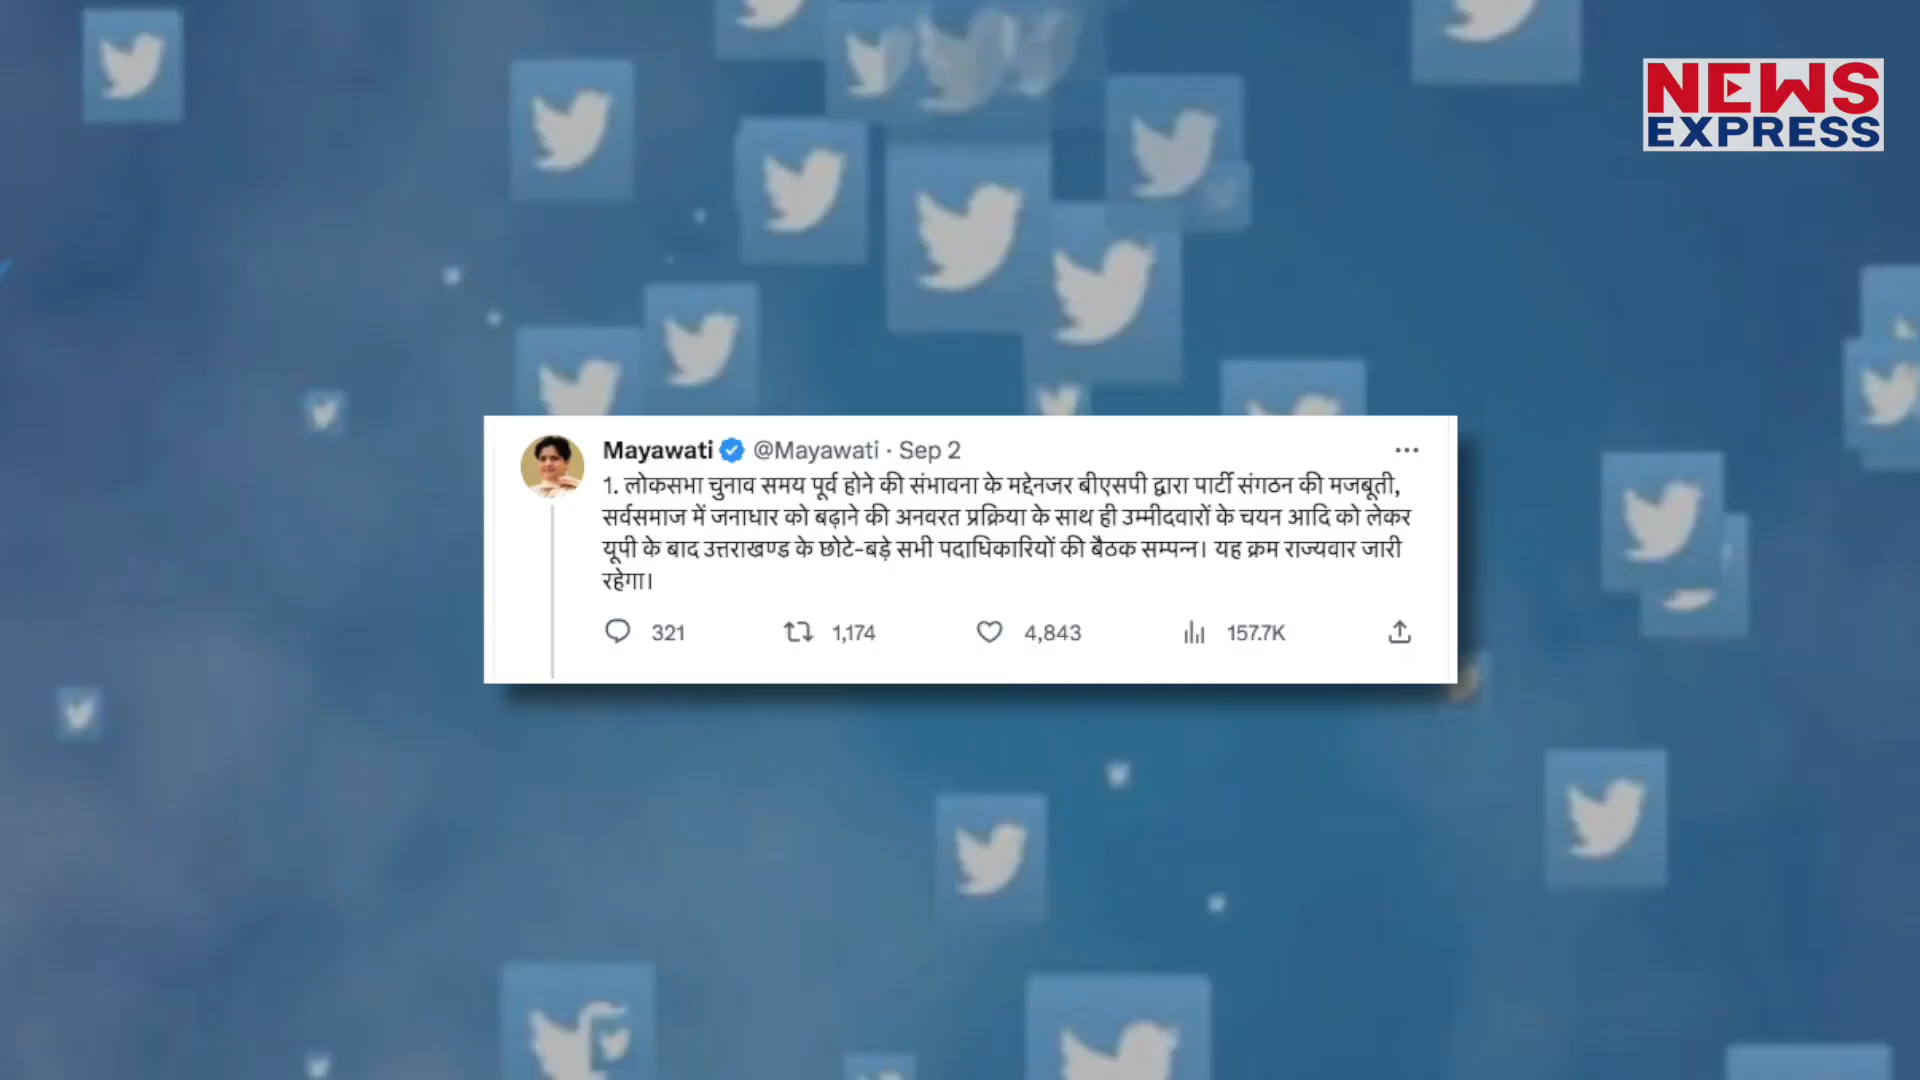 NEWS
EXPRESS
Mayawati @Mayawati · Sep 2
1. लोकसभा चुनाव समय पूर्व होने की संभावना के मद्देनजर बीएसपी द्वारा पार्टी संगठन की मजबूती,
सर्वसमाज में जनाधार को बढ़ाने की अनवरत प्रक्रिया के साथ ही उम्मीदवारों के चयन आदि को लेकर
यूपी के बाद उत्तराखण्ड के छोटे-बड़े सभी पदाधिकारियों की बैठक सम्पन्न। यह क्रम राज्यवार जारी
रहेगा।
321 1,174 4,843 157.7K